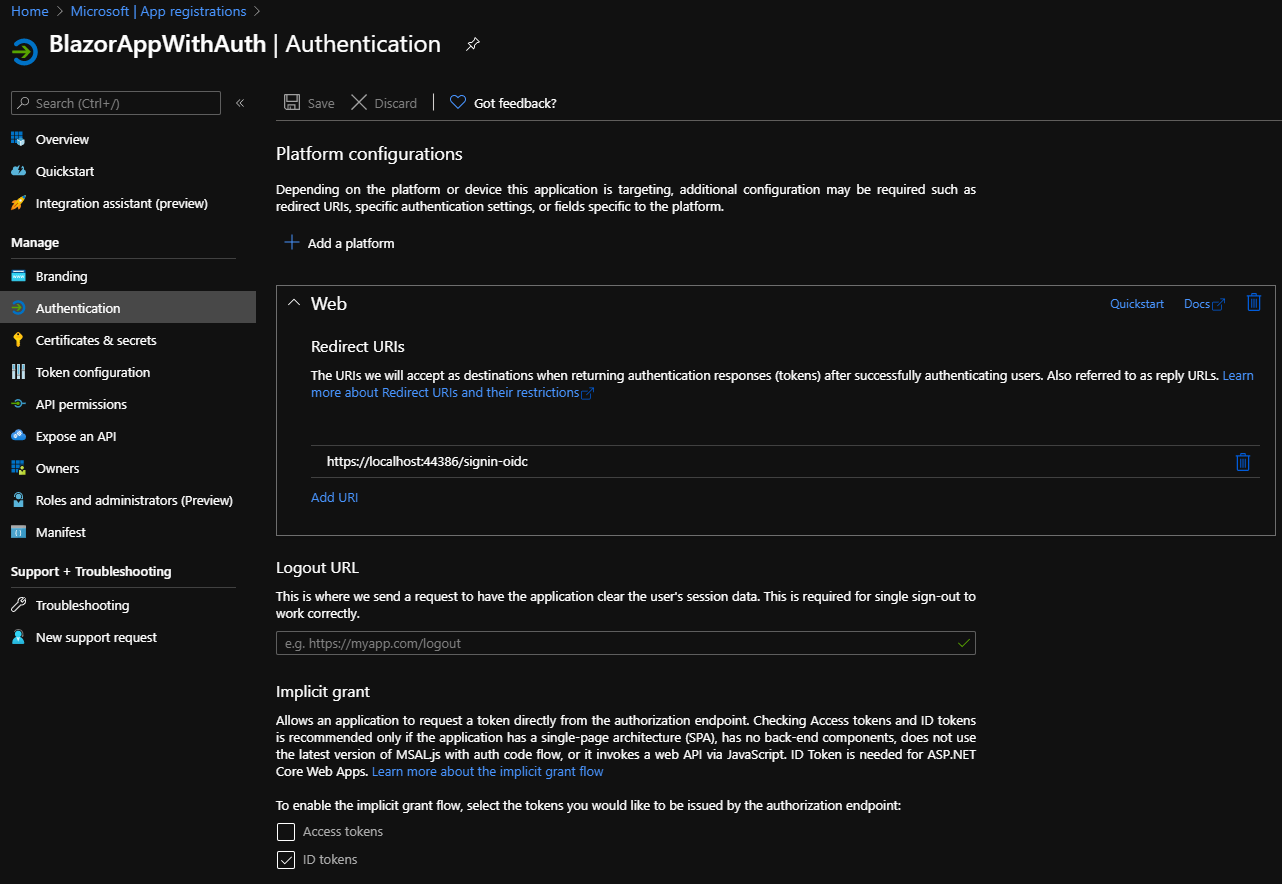 Home > Microsoft | App registrations >
BlazorAppWithAuth | Authentication
Search (Ctrl+/)
«
Overview
Quickstart
Integration assistant (preview)
Manage
Branding
Authentication
Certificates & secrets
Token configuration
API permissions
Expose an API
Owners
Roles and administrators (Preview)
Manifest
Support + Troubleshooting
Troubleshooting
New support request
Save Discard | Got feedback?
Platform configurations
Depending on the platform or device this application is targeting, additional configuration may be required such as
redirect URIs, specific authentication settings, or fields specific to the platform.
Add a platform
Web
Quickstart Docs
Redirect URIs
The URIs we will accept as destinations when returning authentication responses (tokens) after successfully authenticating users. Also referred to as reply URLs. Learn
more about Redirect URIs and their restrictions
https://localhost:44386/signin-oidc
Add URI
Logout URL
This is where we send a request to have the application clear the user's session data. This is required for single sign-out to
work correctly.
e.g. https://myapp.com/logout
Implicit grant
Allows an application to request a token directly from the authorization endpoint. Checking Access tokens and ID tokens
is recommended only if the application has a single-page architecture (SPA), has no back-end components, does not use
the latest version of MSAL.js with auth code flow, or it invokes a web API via JavaScript. ID Token is needed for ASP.NET
Core Web Apps. Learn more about the implicit grant flow
To enable the implicit grant flow, select the tokens you would like to be issued by the authorization endpoint:
Access tokens
ID tokens